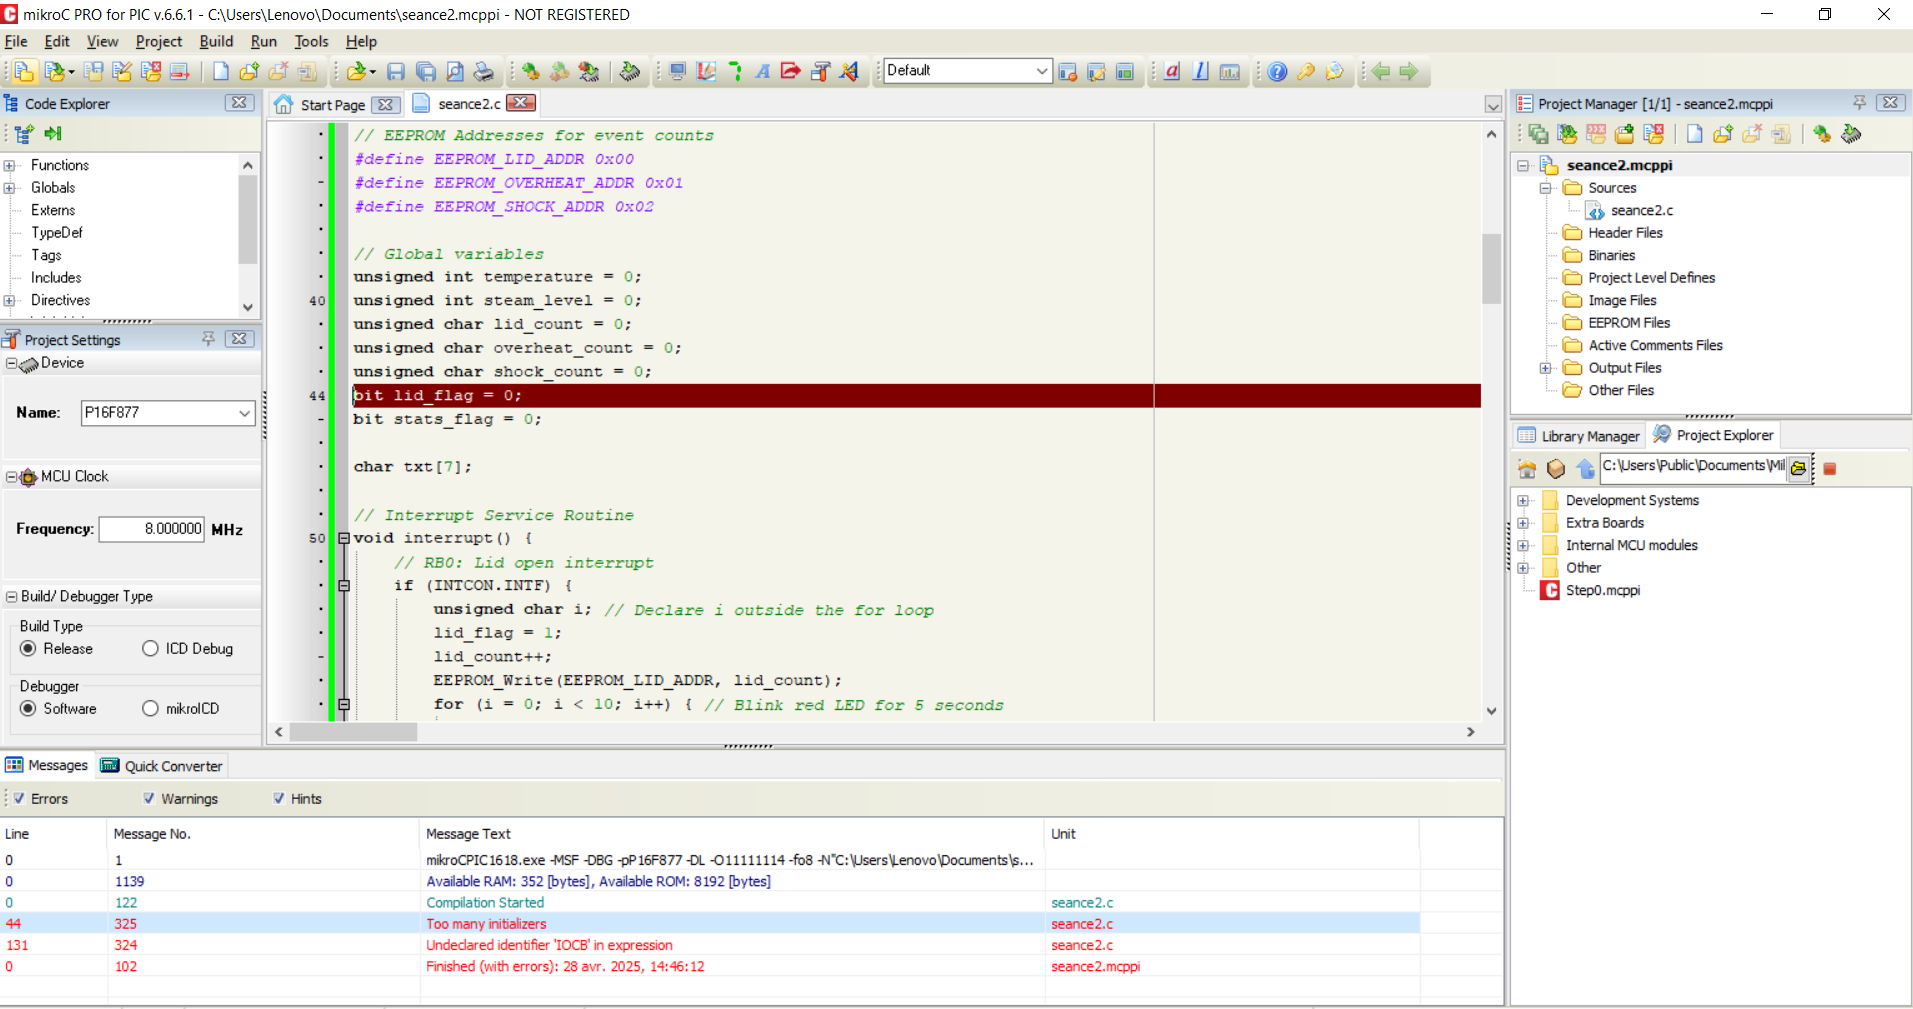 mikroC PRO for PIC v.6.6.1 - C:\Users\Lenovo\Documents\seance2.mcppi - NOT REGISTERED
File Edit View Project Build Run Tools Help
Default
Code Explorer
Functions
Globals
Externs
TypeDef
Tags
Includes
Directives
Project Settings
Device
Name: P16F877
MCU Clock
Frequency: 8.000000 MHz
Build/ Debugger Type
Build Type
Release ICD Debug
Debugger
Software mikroICD
Start Page seance2.c
// EEPROM Addresses for event counts
#define EEPROM_LID_ADDR 0x00
#define EEPROM_OVERHEAT_ADDR 0x01
#define EEPROM_SHOCK_ADDR 0x02
// Global variables
unsigned int temperature = 0;
40 unsigned int steam_level = 0;
unsigned char lid_count = 0;
unsigned char overheat_count = 0;
unsigned char shock_count = 0;
44 bit lid_flag = 0;
bit stats_flag = 0;
char txt[7];
// Interrupt Service Routine
50 void interrupt() {
// RB0: Lid open interrupt
if (INTCON.INTF) {
unsigned char i; // Declare i outside the for loop
lid_flag = 1;
lid_count++;
EEPROM_Write(EEPROM_LID_ADDR, lid_count);
for (i = 0; i < 10; i++) { // Blink red LED for 5 seconds
Project Manager [1/1] - seance2.mcppi
seance2.mcppi
Sources
seance2.c
Header Files
Binaries
Project Level Defines
Image Files
EEPROM Files
Active Comments Files
Output Files
Other Files
Library Manager Project Explorer
C:\Users\Public\Documents\Mil
Development Systems
Extra Boards
Internal MCU modules
Other
Step0.mcppi
Messages Quick Converter
Errors Warnings Hints
Line Message No. Message Text Unit
0 1 mikroCPIC1618.exe -MSF -DBG -pP16F877 -DL -O11111114 -fo8 -N"C:\Users\Lenovo\Documents\s...
0 1139 Available RAM: 352 [bytes], Available ROM: 8192 [bytes]
0 122 Compilation Started seance2.c
44 325 Too many initializers seance2.c
131 324 Undeclared identifier 'IOCB' in expression seance2.c
0 102 Finished (with errors): 28 avr. 2025, 14:46:12 seance2.mcppi